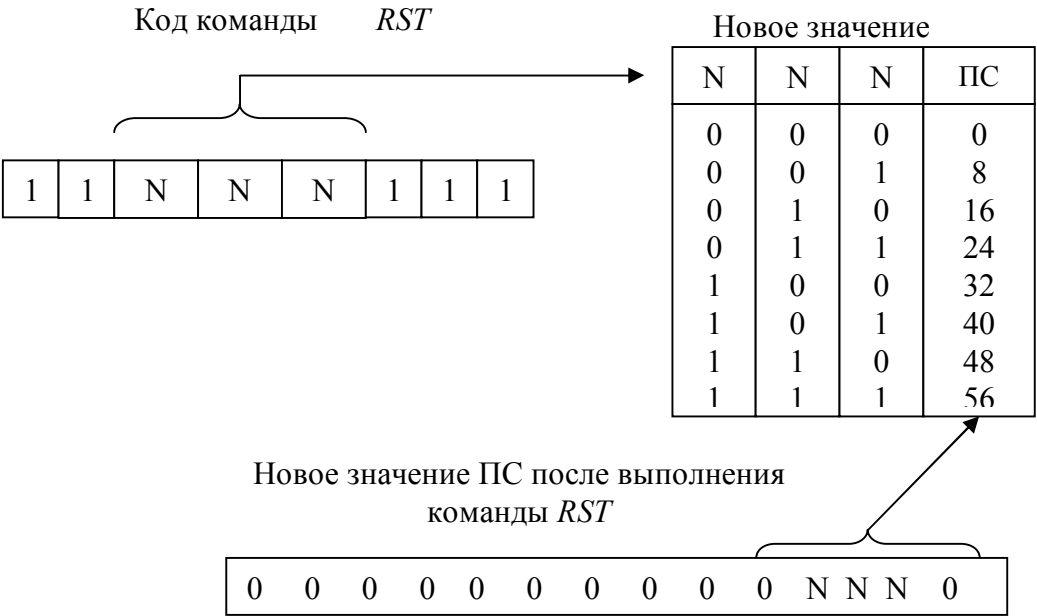 Код команды RST
Новое значение
N N N ПС
0 0 0 0
0 0 1 8
0 1 0 16
0 1 1 24
1 0 0 32
1 0 1 40
1 1 0 48
1 1 1 56
1 1 N N N 1 1 1
Новое значение ПС после выполнения
команды RST
0 0 0 0 0 0 0 0 0 0 N N N 0